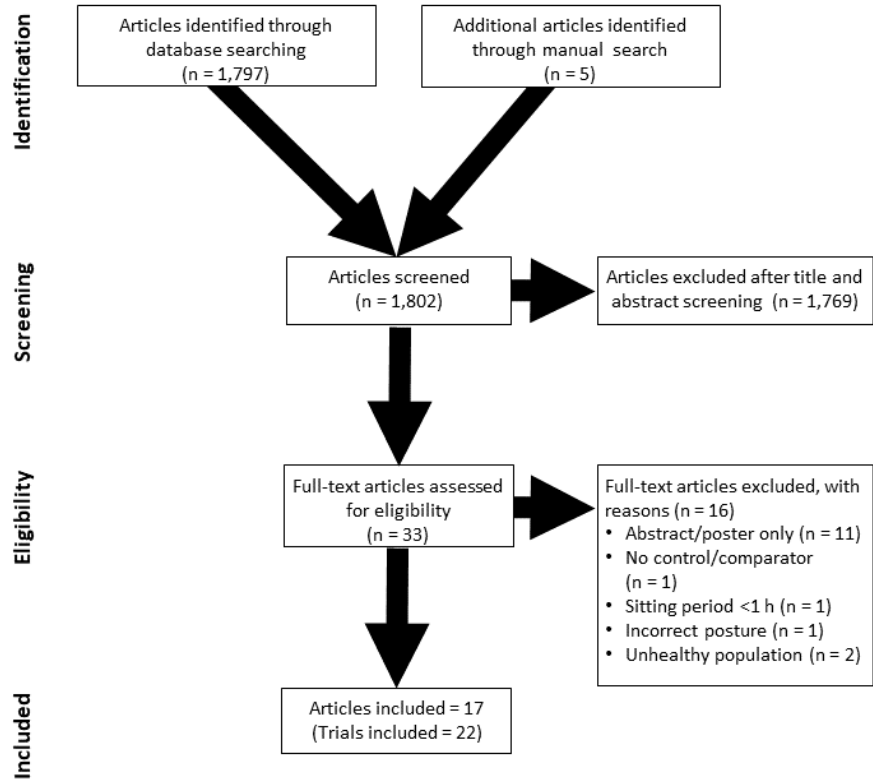 Identification
Articles identified through
database searching
(n = 1,797)
Additional articles identified
through manual search
(n = 5)
Screening
Articles screened
(n = 1,802)
Articles excluded after title and
abstract screening (n = 1,769)
Eligibility
Full-text articles assessed
for eligibility
(n = 33)
Full-text articles excluded, with
reasons (n = 16)
• Abstract/poster only (n = 11)
• No control/comparator
(n = 1)
• Sitting period <1 h (n = 1)
• Incorrect posture (n = 1)
• Unhealthy population (n = 2)
Included
Articles included = 17
(Trials included = 22)